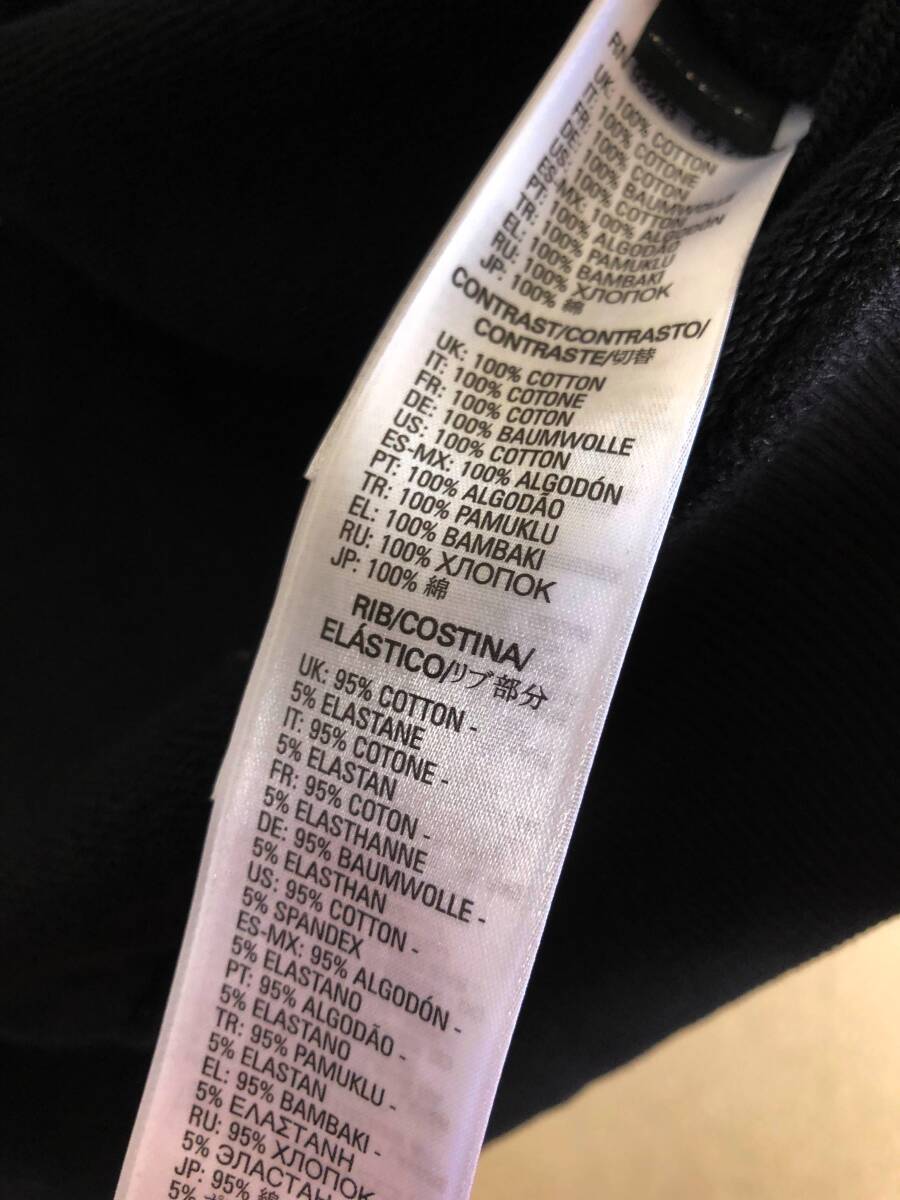 RN
UK: 100% COTTON
IT: 100% COTONE
FR: 100% COTON
DE: 100% BAUMWOLLE
US: 100% COTTON
ES-MX: 100% ALGODÓN
PT: 100% ALGODÃO
TR: 100% PAMUKLU
EL: 100% BAMBAKI
RU: 100% ХЛОПОК
JP: 100% 綿
CONTRAST/CONTRASTO/
CONTRASTE/切替
UK: 100% COTTON
IT: 100% COTONE
FR: 100% COTON
DE: 100% BAUMWOLLE
US: 100% COTTON
ES-MX: 100% ALGODÓN
PT: 100% ALGODÃO
TR: 100% PAMUKLU
EL: 100% BAMBAKI
RU: 100% ХЛОПОК
JP: 100% 綿
RIB/COSTINA/
ELÁSTICO/リブ部分
UK: 95% COTTON -
5% ELASTANE
IT: 95% COTONE -
5% ELASTAN
FR: 95% COTON -
5% ELASTHANNE
DE: 95% BAUMWOLLE -
5% ELASTHAN
US: 95% COTTON -
5% SPANDEX
ES-MX: 95% ALGODÓN -
5% ELASTANO
PT: 95% ALGODÃO -
5% ELASTANO
TR: 95% PAMUKLU -
5% ELASTAN
EL: 95% BAMBAKI -
5% ΕΛΑΣΤΑΝΗ
RU: 95% ХЛОПОК
5% ЭЛАСТАН
JP: 95% 綿
5%